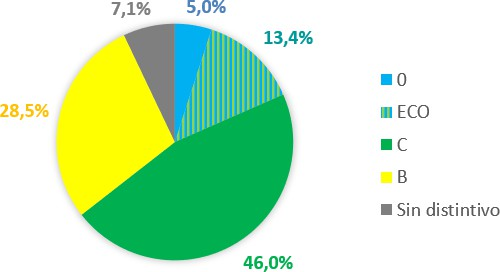 7,1%
5,0%
13,4%
28,5%
46,0%
0
ECO
C
B
Sin distintivo